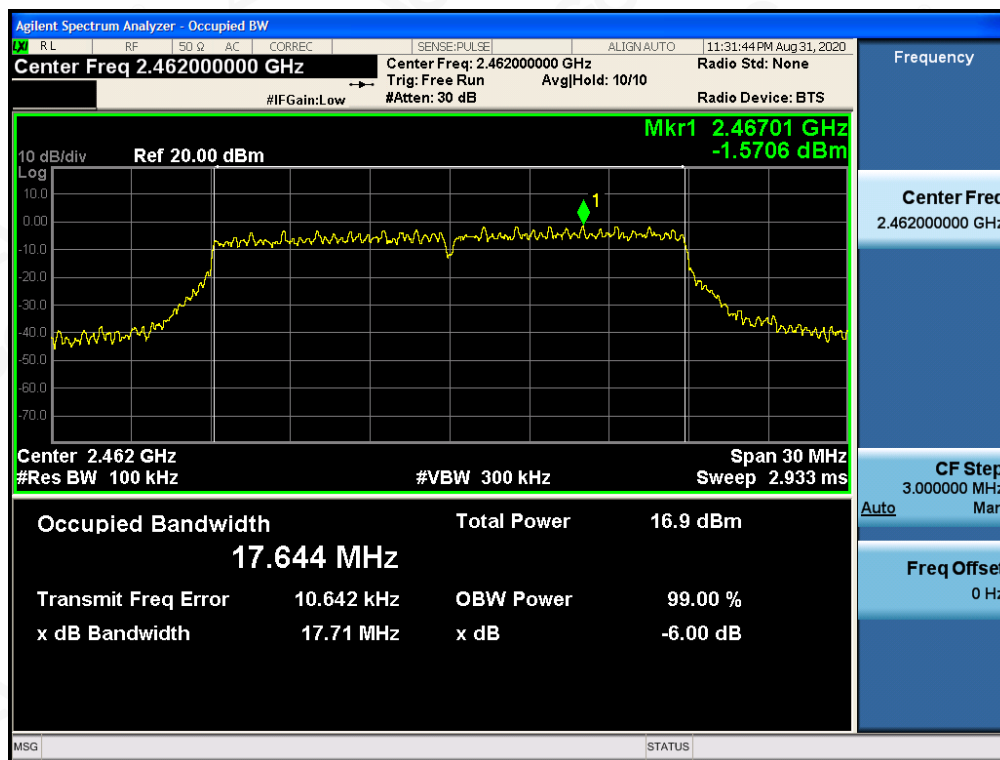 Agilent Spectrum Analyzer - Occupied BW
LXI RL RF 50 Ω AC CORREC SENSE:PULSE ALIGN AUTO 11:31:44 PM Aug 31, 2020
Center Freq 2.462000000 GHz
Center Freq: 2.462000000 GHz Radio Std: None
Trig: Free Run Avg|Hold: 10/10
#IFGain:Low #Atten: 30 dB Radio Device: BTS
Mkr1 2.46701 GHz
10 dB/div Ref 20.00 dBm -1.5706 dBm
Log
10.0
1
0.00
-10.0
-20.0
-30.0
-40.0
-50.0
-60.0
-70.0
Center 2.462 GHz Span 30 MHz
#Res BW 100 kHz #VBW 300 kHz Sweep 2.933 ms
Occupied Bandwidth Total Power 16.9 dBm
17.644 MHz
Transmit Freq Error 10.642 kHz OBW Power 99.00 %
x dB Bandwidth 17.71 MHz x dB -6.00 dB
MSG STATUS
Frequency
Center Freq
2.462000000 GHz
CF Step
3.000000 MHz
Auto Man
Freq Offset
0 Hz